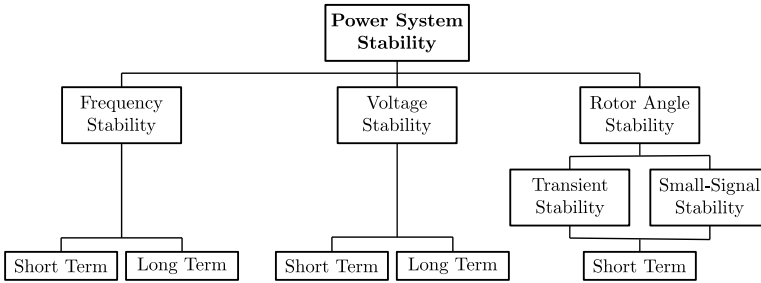 Power System
Stability
Frequency
Stability
Voltage
Stability
Rotor Angle
Stability
Transient
Stability
Small-Signal
Stability
Short Term
Long Term
Short Term
Long Term
Short Term